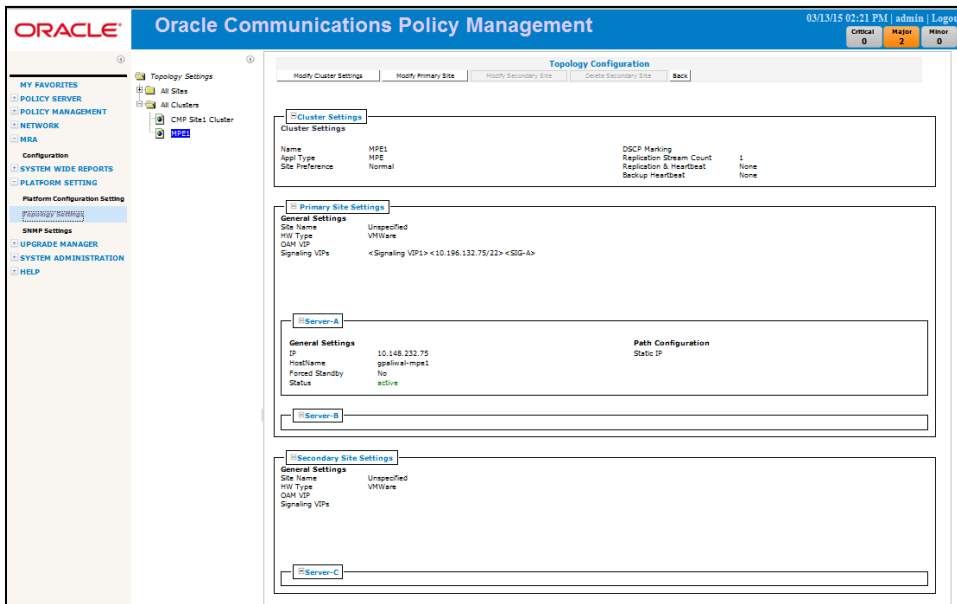 ORACLE®
Oracle Communications Policy Management
03/13/15 02:21 PM | admin | Logou
Critical
0
Major
2
Minor
0
MY FAVORITES
POLICY SERVER
POLICY MANAGEMENT
NETWORK
MRA
Configuration
SYSTEM WIDE REPORTS
PLATFORM SETTING
Platform Configuration Setting
Topology Settings
SNMP Settings
UPGRADE MANAGER
SYSTEM ADMINISTRATION
HELP
Topology Settings
All Sites
All Clusters
CMP Site1 Cluster
MPE1
Topology Configuration
Modify Cluster Settings
Modify Primary Site
Modify Secondary Site
Delete Secondary Site
Back
Cluster Settings
Cluster Settings
Name MPE1
Appl Type MPE
Site Preference Normal
DSCP Marking
Replication Stream Count 1
Replication & Heartbeat None
Backup Heartbeat None
Primary Site Settings
General Settings
Site Name Unspecified
HW Type VMWare
OAM VIP
Signaling VIPs <Signaling VIP1><10.196.132.75/22><SIG-A>
Server-A
General Settings
IP 10.148.232.75
HostName gpaliwal-mpe1
Forced Standby No
Status active
Path Configuration
Static IP
Server-B
Secondary Site Settings
General Settings
Site Name Unspecified
HW Type VMWare
OAM VIP
Signaling VIPs
Server-C